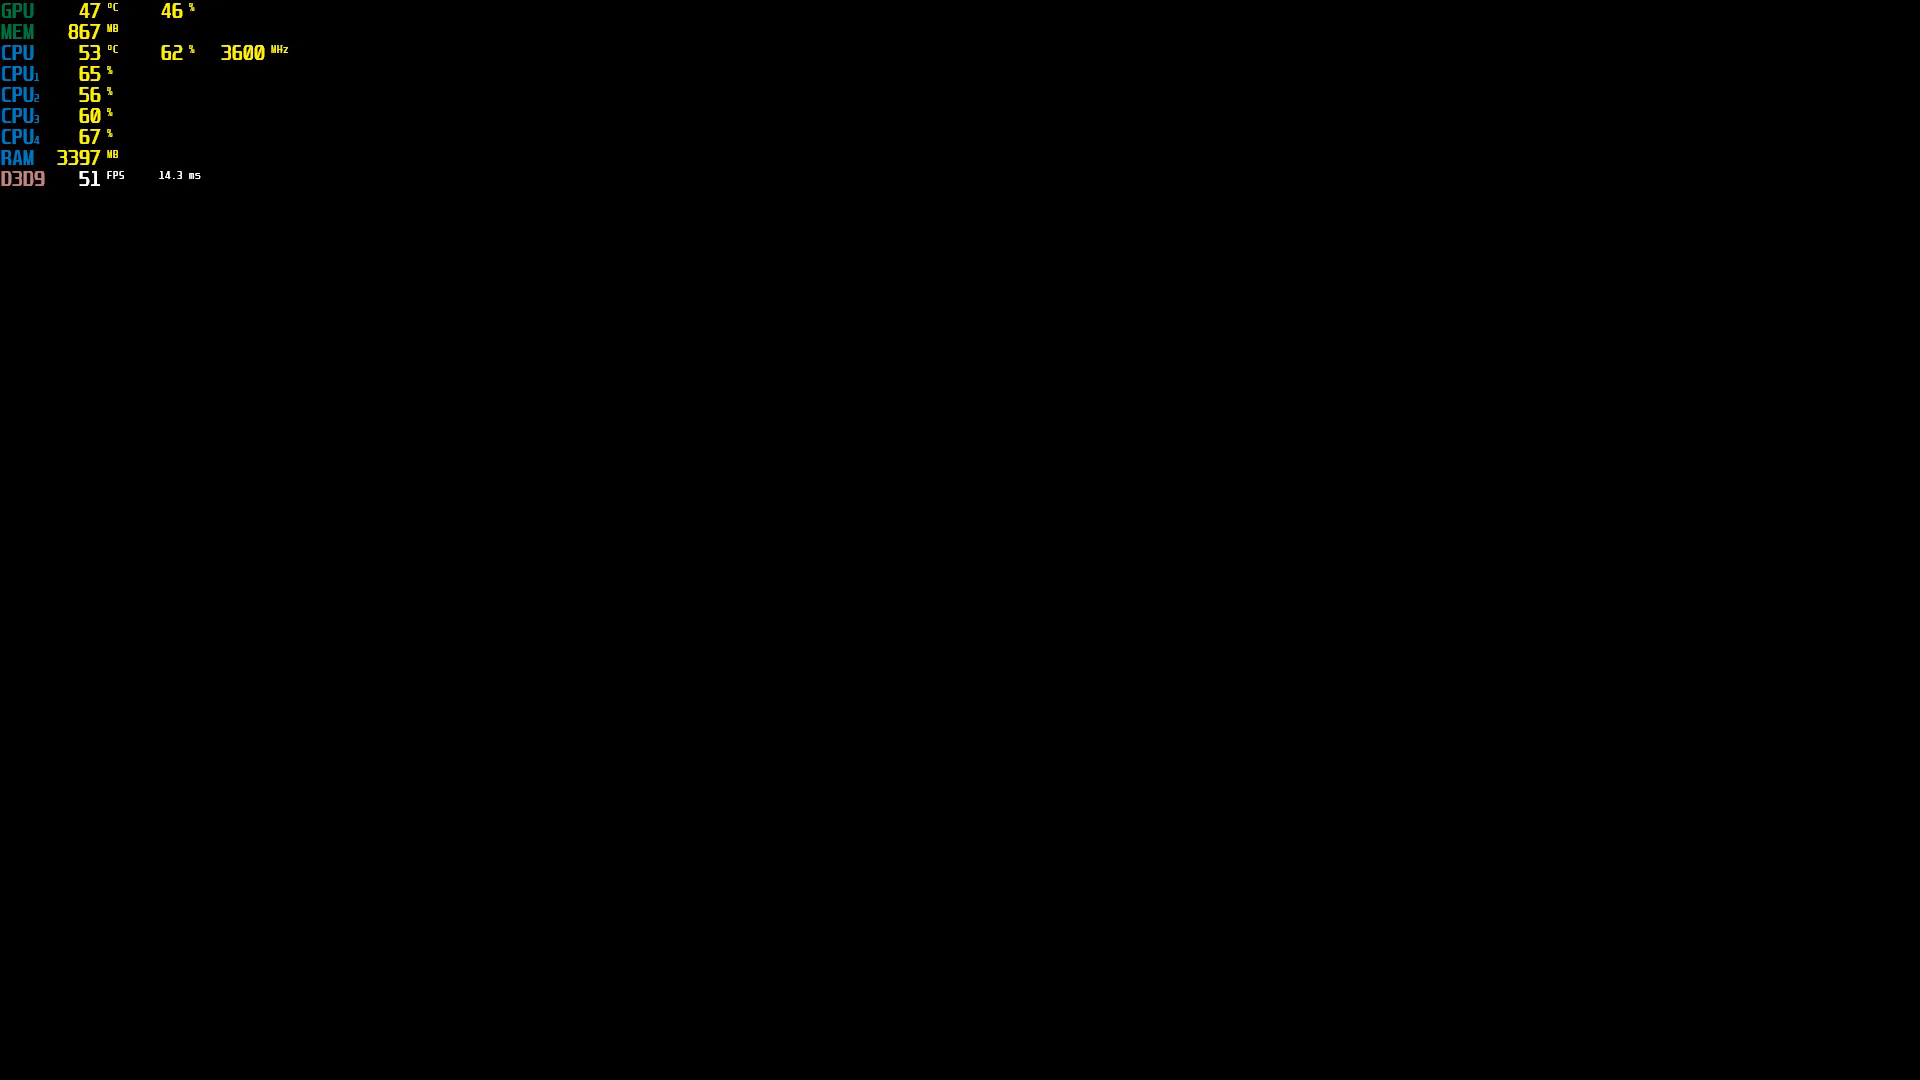 GPU 47 °C 46 %
MEM 867 MB
CPU 53 °C 62 % 3600 MHz
CPU1 65 %
CPU2 56 %
CPU3 60 %
CPU4 67 %
RAM 3397 MB
D3D9 51 FPS 14.3 ms